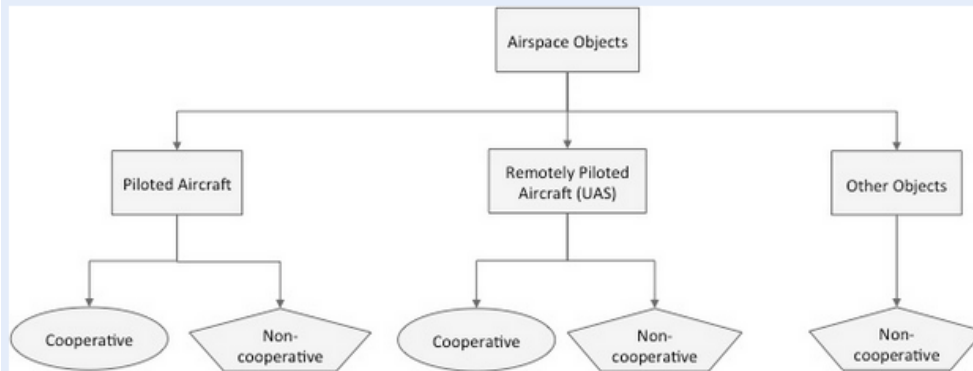 Airspace Objects
Piloted Aircraft
Remotely Piloted
Aircraft (UAS)
Other Objects
Cooperative
Non-
cooperative
Cooperative
Non-
cooperative
Non-
cooperative